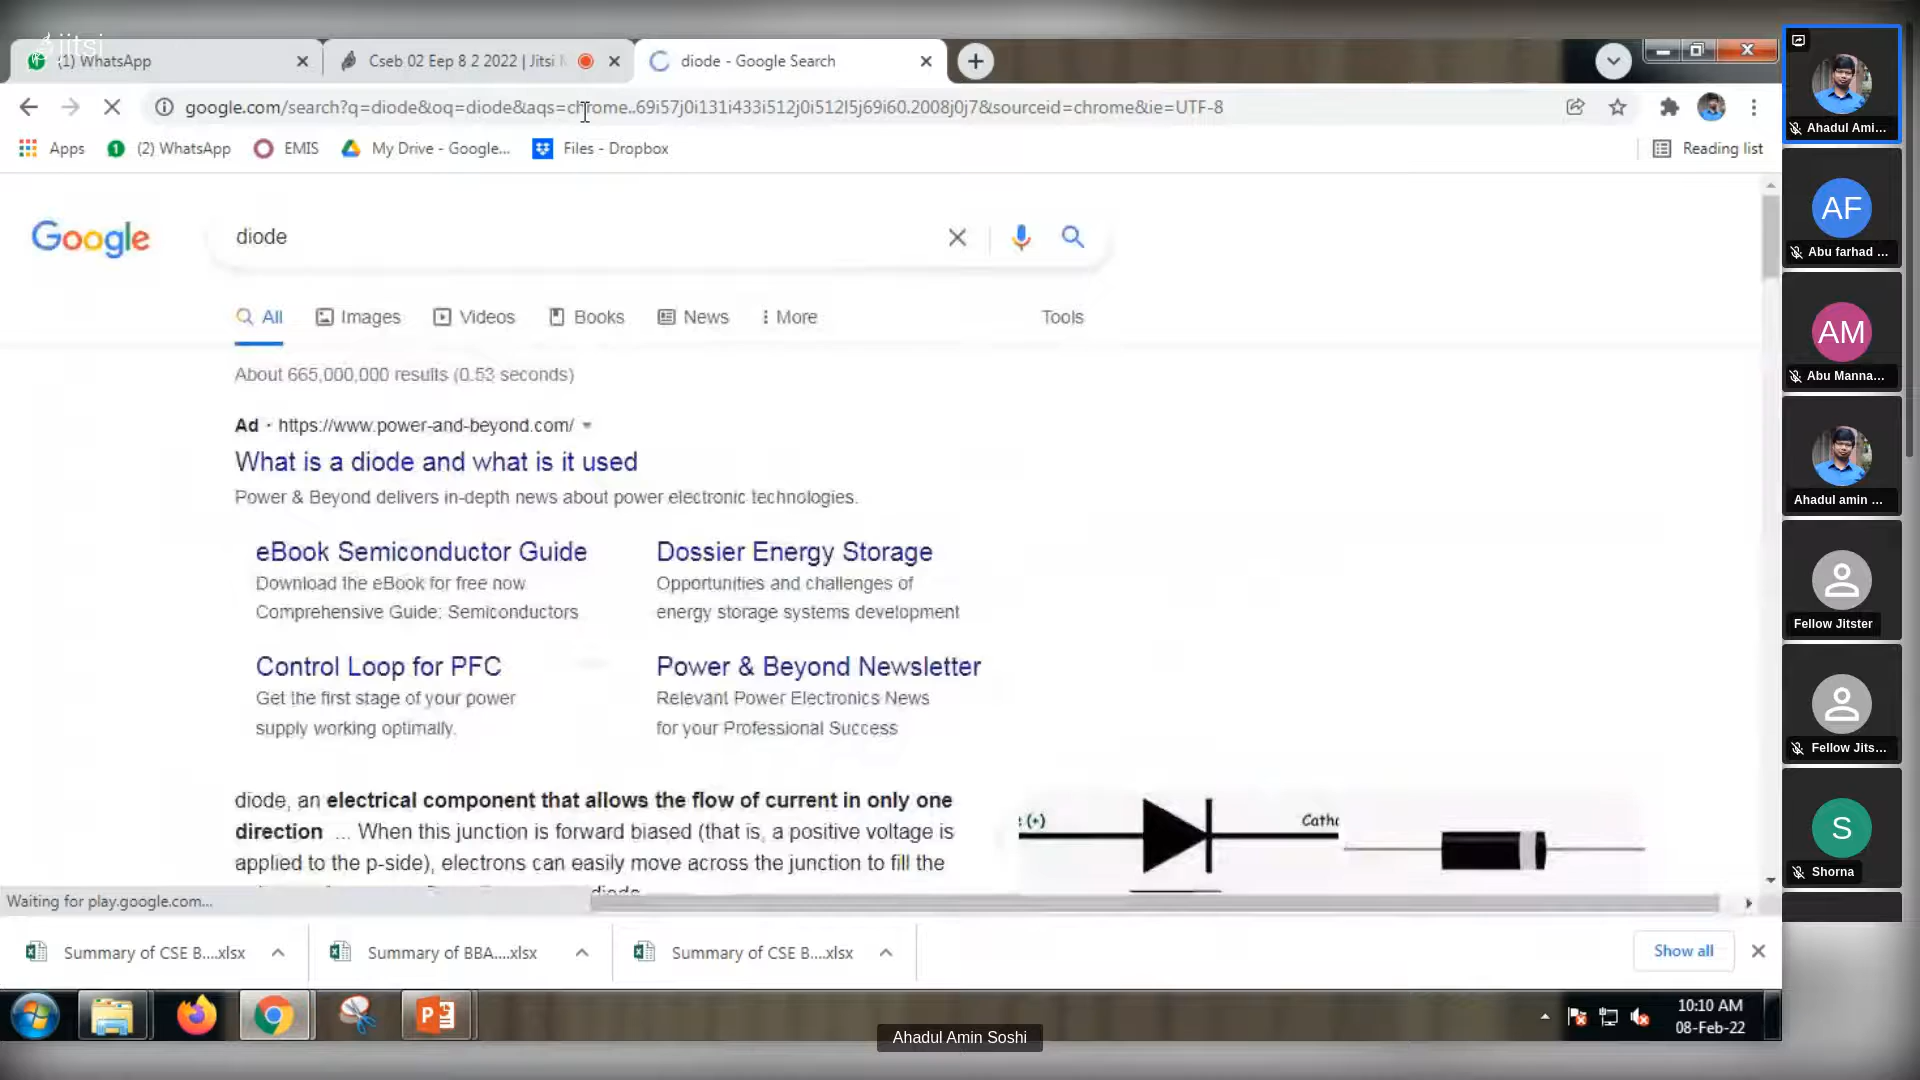 jitsi
(1) WhatsApp
Cseb 02 Eep 8 2 2022 | Jitsi M
diode - Google Search
google.com/search?q=diode&oq=diode&aqs=chrome..69i57j0i131i433i512j0i512l5j69i60.2008j0j7&sourceid=chrome&ie=UTF-8
Apps
(2) WhatsApp
EMIS
My Drive - Google...
Files - Dropbox
Reading list
Google
diode
All
Images
Videos
Books
News
More
Tools
About 665,000,000 results (0.53 seconds)
Ad · https://www.power-and-beyond.com/
What is a diode and what is it used
Power & Beyond delivers in-depth news about power electronic technologies.
eBook Semiconductor Guide
Download the eBook for free now
Comprehensive Guide: Semiconductors
Dossier Energy Storage
Opportunities and challenges of
energy storage systems development
Control Loop for PFC
Get the first stage of your power
supply working optimally.
Power & Beyond Newsletter
Relevant Power Electronics News
for your Professional Success
diode, an electrical component that allows the flow of current in only one
direction ... When this junction is forward biased (that is, a positive voltage is
applied to the p-side), electrons can easily move across the junction to fill the
diode
(+)
Catho
Waiting for play.google.com...
Summary of CSE B....xlsx
Summary of BBA....xlsx
Summary of CSE B....xlsx
Show all
10:10 AM
08-Feb-22
Ahadul Amin Soshi
Ahadul Ami...
AF
Abu farhad ...
AM
Abu Manna...
Ahadul amin ...
Fellow Jitster
Fellow Jits...
S
Shorna